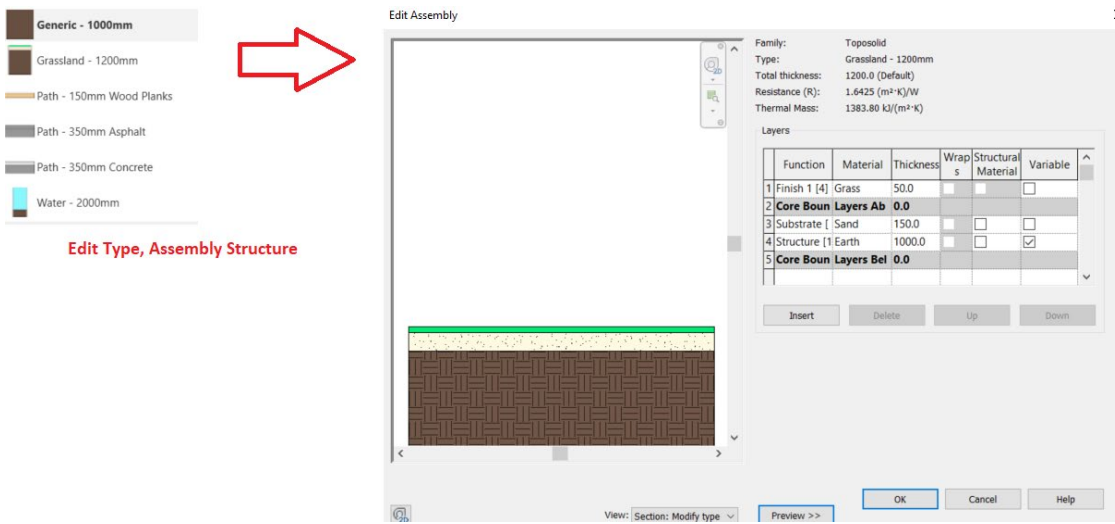 Generic - 1000mm
Grassland - 1200mm
Path - 150mm Wood Planks
Path - 350mm Asphalt
Path - 350mm Concrete
Water - 2000mm
Edit Type, Assembly Structure
Edit Assembly
Family: Toposolid
Type: Grassland - 1200mm
Total thickness: 1200.0 (Default)
Resistance (R): 1.6425 (m²·K)/W
Thermal Mass: 1383.80 kJ/(m²·K)
Layers
Function Material Thickness Wrap s Structural Material Variable
1 Finish 1 [4] Grass 50.0
2 Core Boun Layers Ab 0.0
3 Substrate [ Sand 150.0
4 Structure [1 Earth 1000.0
5 Core Boun Layers Bel 0.0
Insert Delete Up Down
OK Cancel Help
View: Section: Modify type Preview >>
2D
2D